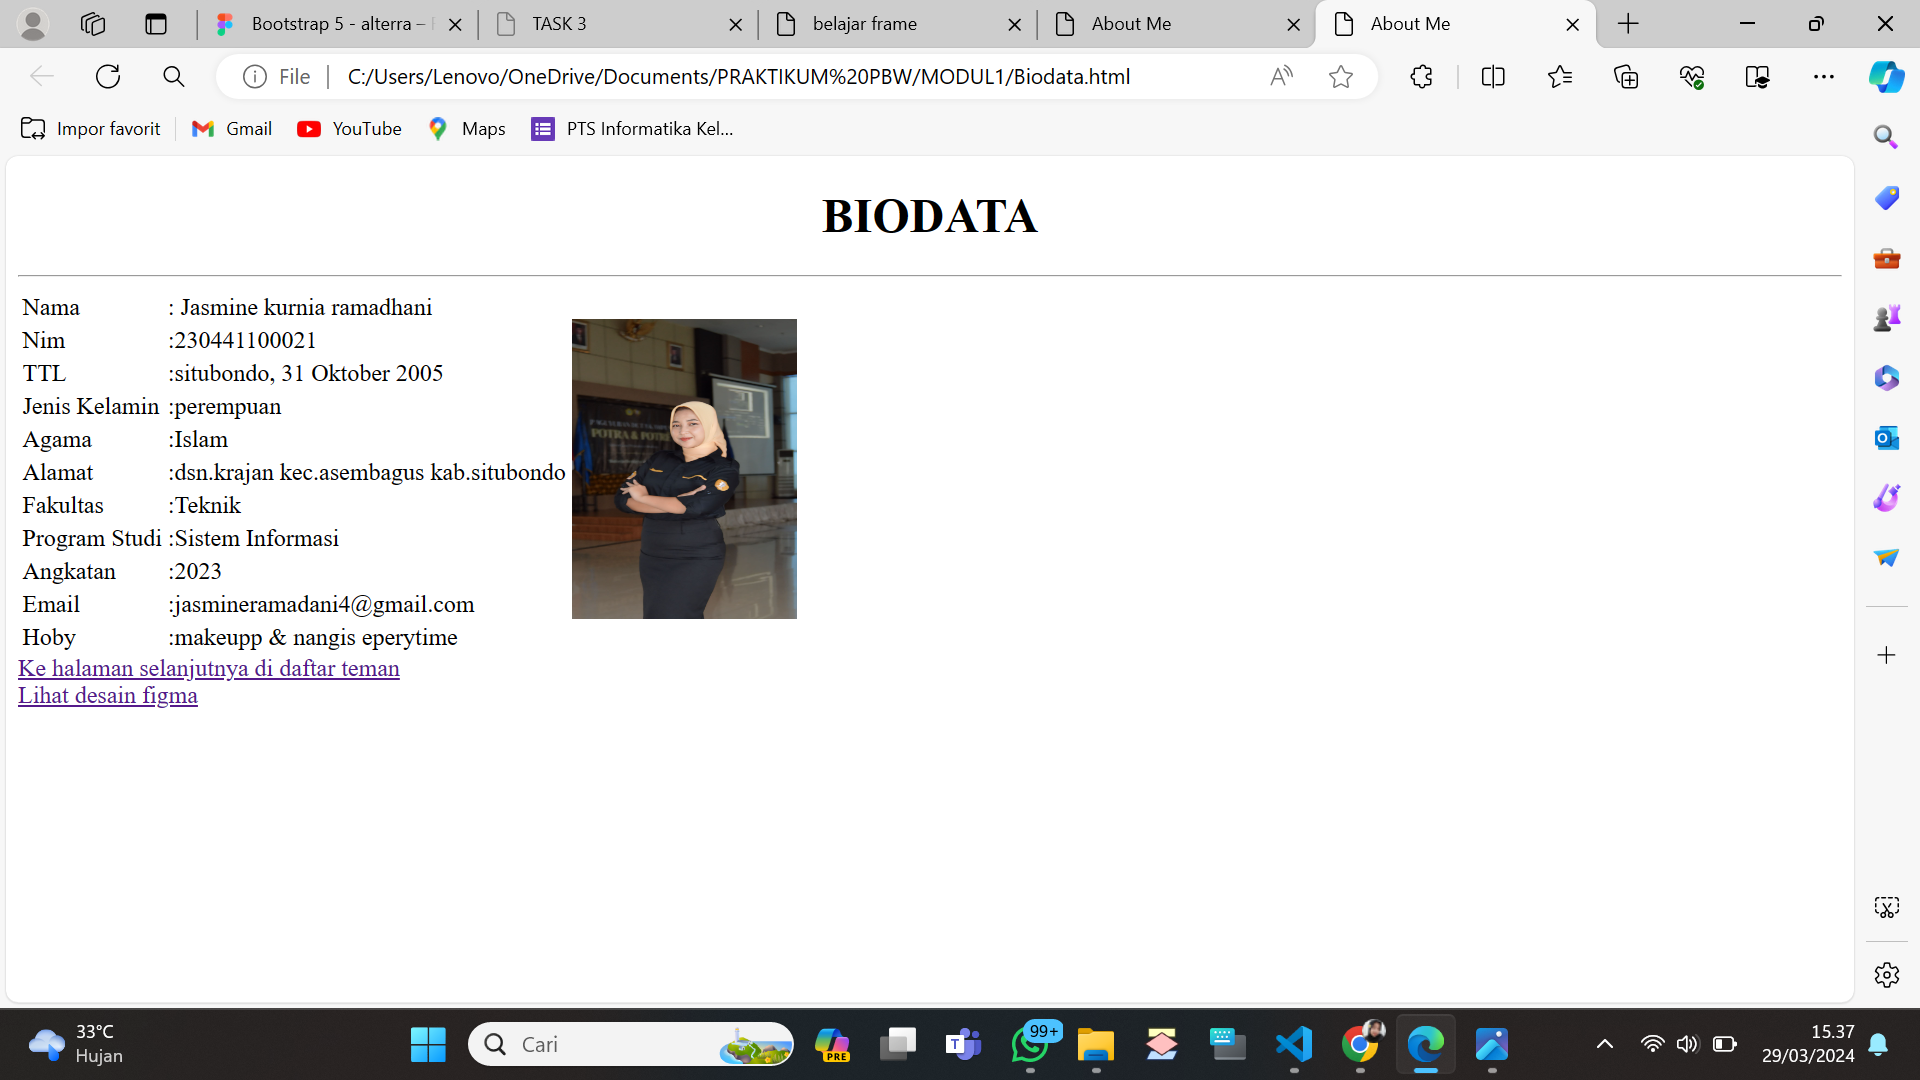 Bootstrap 5 - alterra –
TASK 3
belajar frame
About Me
About Me
File
C:/Users/Lenovo/OneDrive/Documents/PRAKTIKUM%20PBW/MODUL1/Biodata.html
Impor favorit
Gmail
YouTube
Maps
PTS Informatika Kel...
BIODATA
Nama : Jasmine kurnia ramadhani
Nim :230441100021
TTL :situbondo, 31 Oktober 2005
Jenis Kelamin :perempuan
Agama :Islam
Alamat :dsn.krajan kec.asembagus kab.situbondo
Fakultas :Teknik
Program Studi :Sistem Informasi
Angkatan :2023
Email :jasmineramadani4@gmail.com
Hoby :makeupp & nangis eperytime
POTRA & POTRI
Ke halaman selanjutnya di daftar teman
Lihat desain figma
33°C
Hujan
Cari
PRE
99+
15.37
29/03/2024